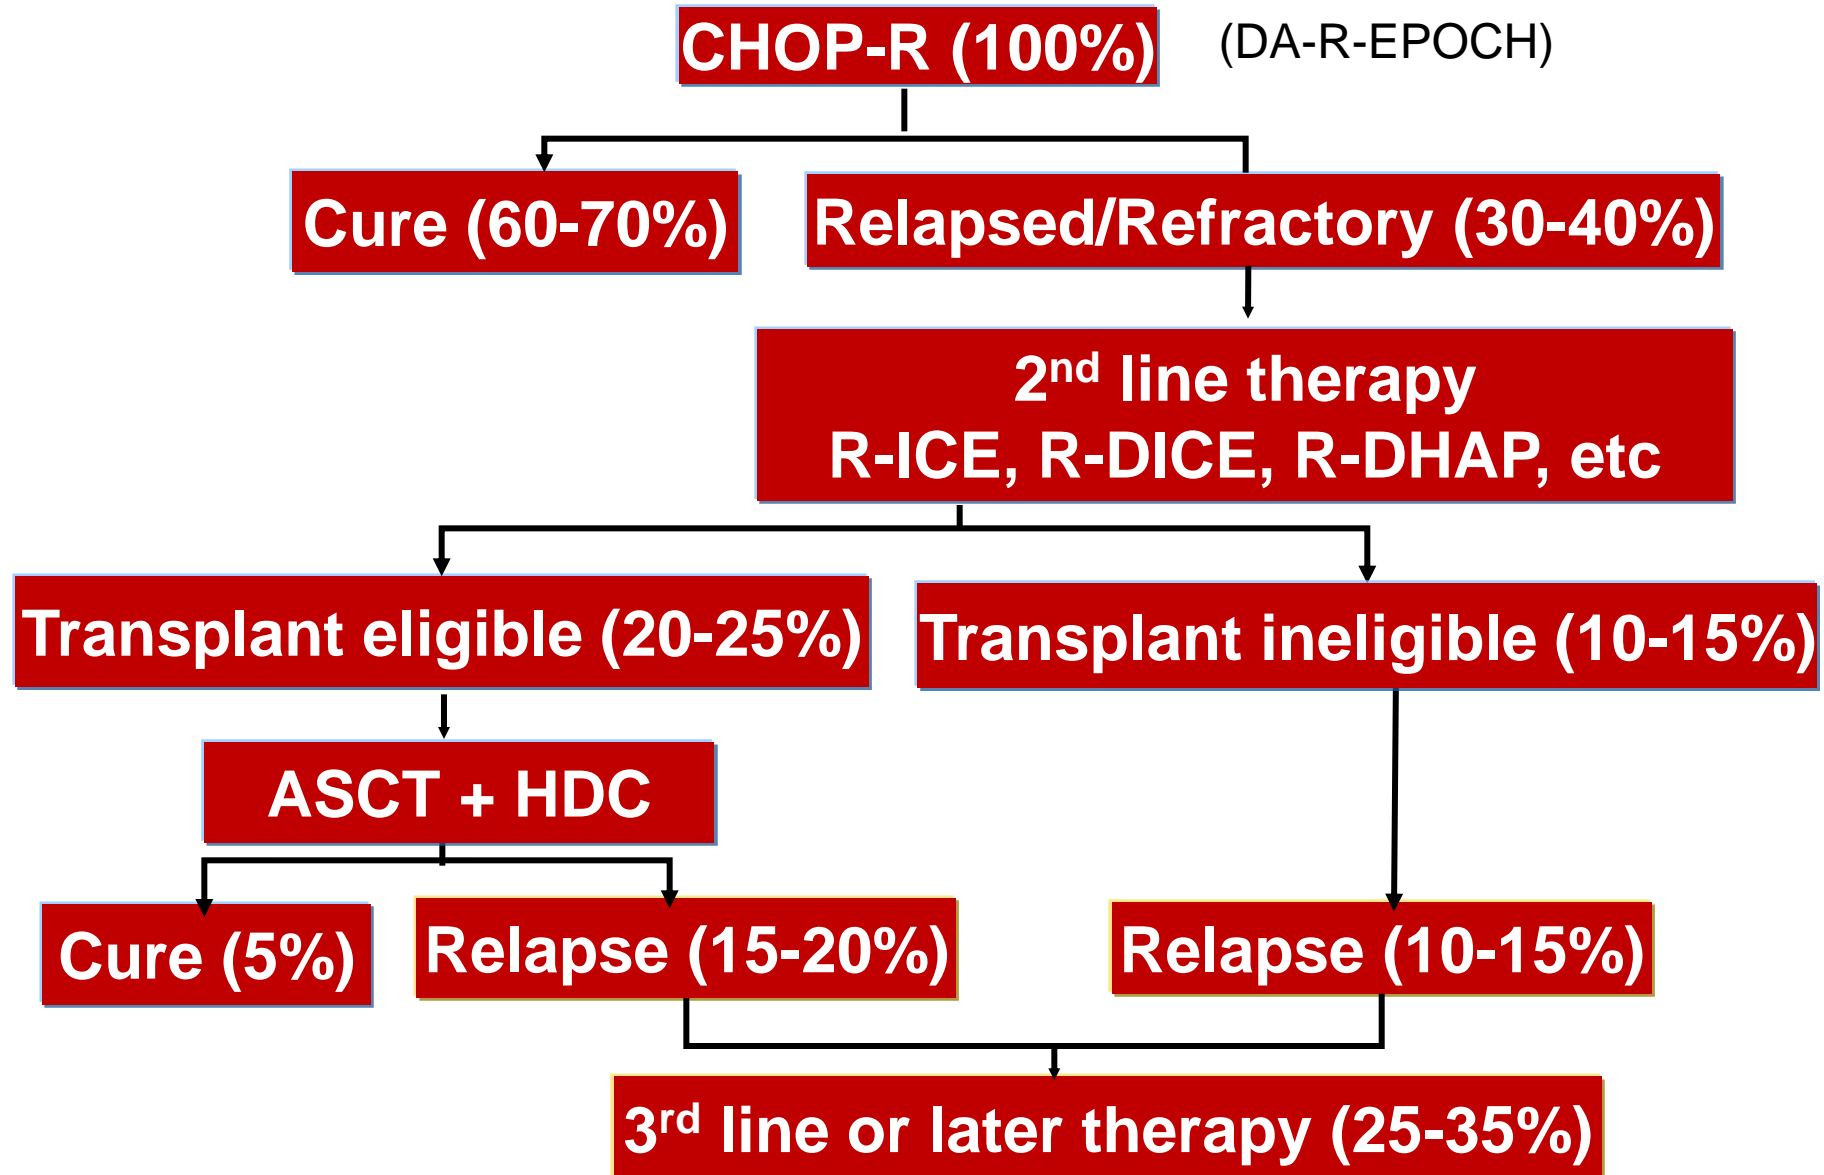 CHOP-R (100%)
(DA-R-EPOCH)
Cure (60-70%)
Relapsed/Refractory (30-40%)
2nd line therapy
R-ICE, R-DICE, R-DHAP, etc
Transplant eligible (20-25%)
Transplant ineligible (10-15%)
ASCT + HDC
Cure (5%)
Relapse (15-20%)
Relapse (10-15%)
3rd line or later therapy (25-35%)